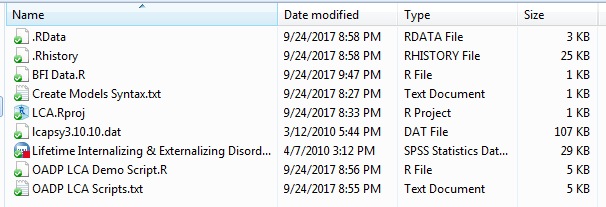 Name Date modified Type Size
.RData 9/24/2017 8:58 PM RDATA File 3 KB
.Rhistory 9/24/2017 8:58 PM RHISTORY File 25 KB
BFI Data.R 9/24/2017 9:47 PM R File 1 KB
Create Models Syntax.txt 9/24/2017 8:27 PM Text Document 1 KB
LCA.Rproj 9/24/2017 8:33 PM R Project 1 KB
lcapsy3.10.10.dat 3/12/2010 5:44 PM DAT File 107 KB
Lifetime Internalizing & Externalizing Disord... 4/7/2010 3:12 PM SPSS Statistics Dat... 29 KB
OADP LCA Demo Script.R 9/24/2017 8:56 PM R File 5 KB
OADP LCA Scripts.txt 9/24/2017 8:55 PM Text Document 5 KB